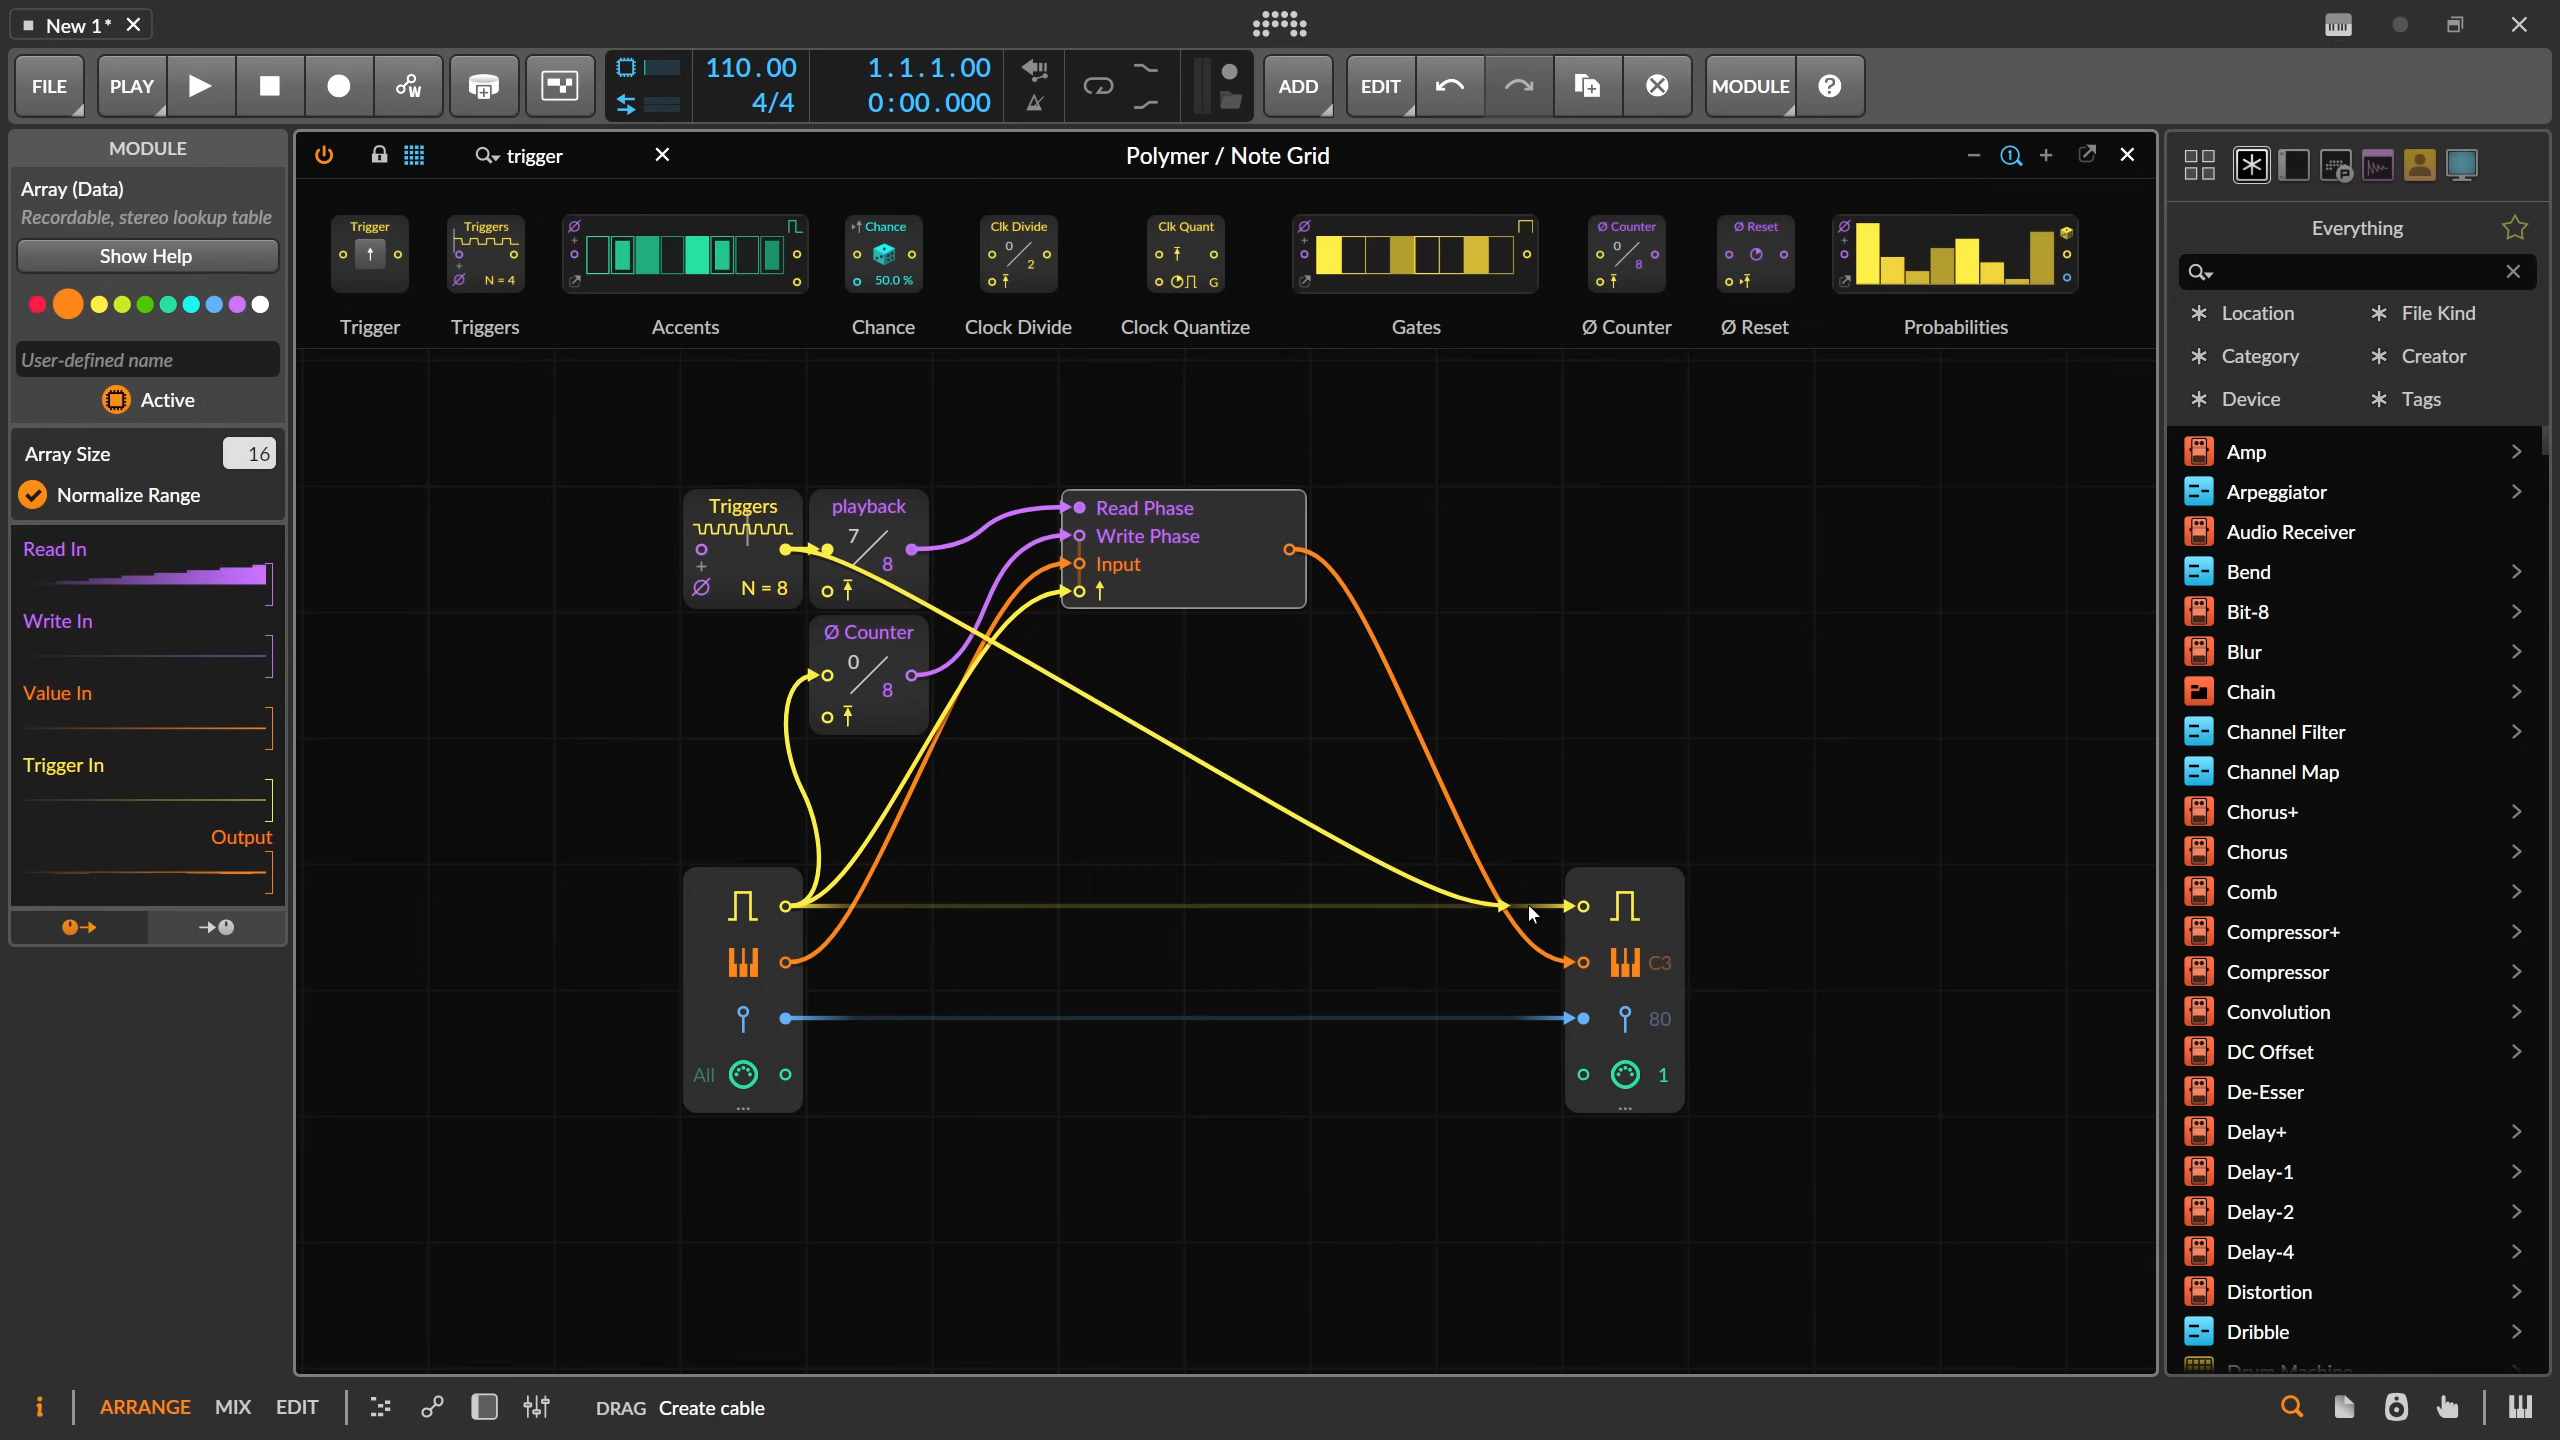 New 1*
FILE
PLAY
110.00
4/4
1.1.1.00
0:00.000
ADD
EDIT
MODULE
MODULE
Array (Data)
Recordable, stereo lookup table
Show Help
User-defined name
Active
Array Size 16
Normalize Range
Read In
Write In
Value In
Trigger In
Output
trigger
Polymer / Note Grid
Trigger
Triggers
N = 4
Chance
50.0 %
Clk Divide
0
2
Clk Quant
G
Ø Counter
0
8
Ø Reset
Trigger Triggers Accents Chance Clock Divide Clock Quantize Gates Ø Counter Ø Reset Probabilities
Triggers
N = 8
playback
7
8
Ø Counter
0
8
Read Phase
Write Phase
Input
All
C3
80
1
Everything
Location File Kind
Category Creator
Device Tags
Amp
Arpeggiator
Audio Receiver
Bend
Bit-8
Blur
Chain
Channel Filter
Channel Map
Chorus+
Chorus
Comb
Compressor+
Compressor
Convolution
DC Offset
De-Esser
Delay+
Delay-1
Delay-2
Delay-4
Distortion
Dribble
Drum Machine
ARRANGE MIX EDIT
DRAG Create cable